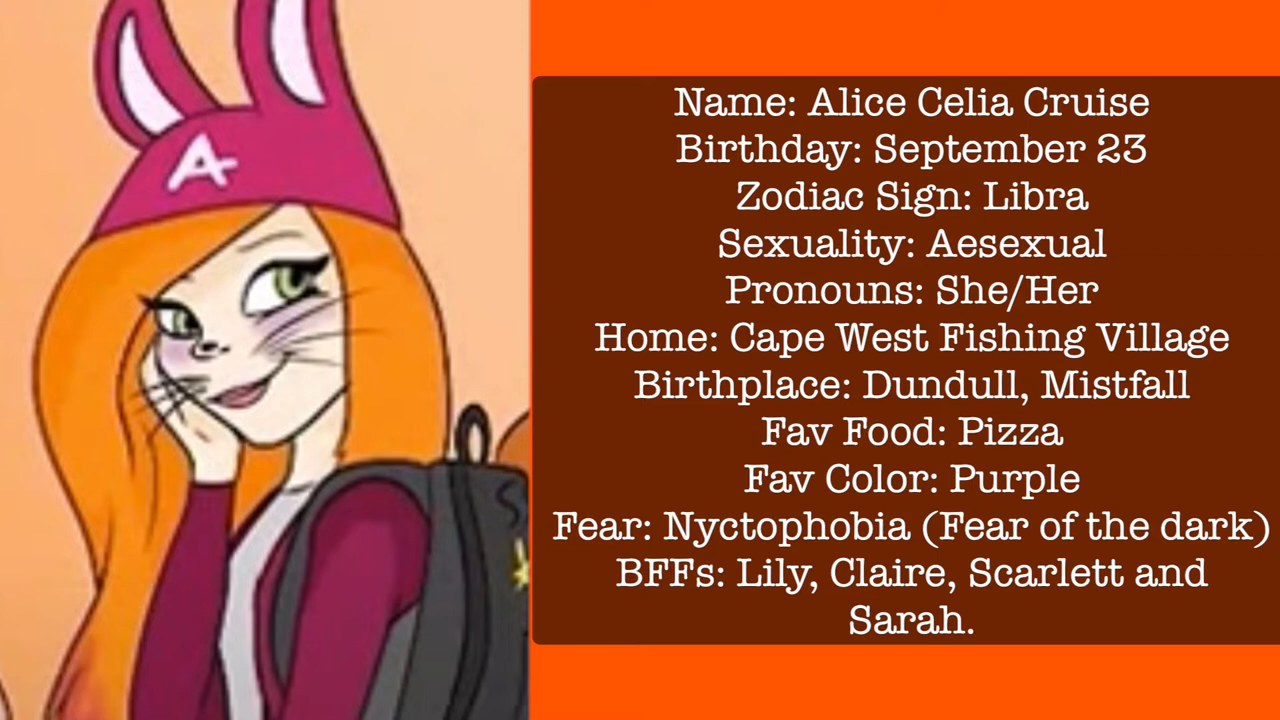 A
Name: Alice Celia Cruise
Birthday: September 23
Zodiac Sign: Libra
Sexuality: Aesexual
Pronouns: She/Her
Home: Cape West Fishing Village
Birthplace: Dundull, Mistfall
Fav Food: Pizza
Fav Color: Purple
Fear: Nyctophobia (Fear of the dark)
BFFs: Lily, Claire, Scarlett and
Sarah.